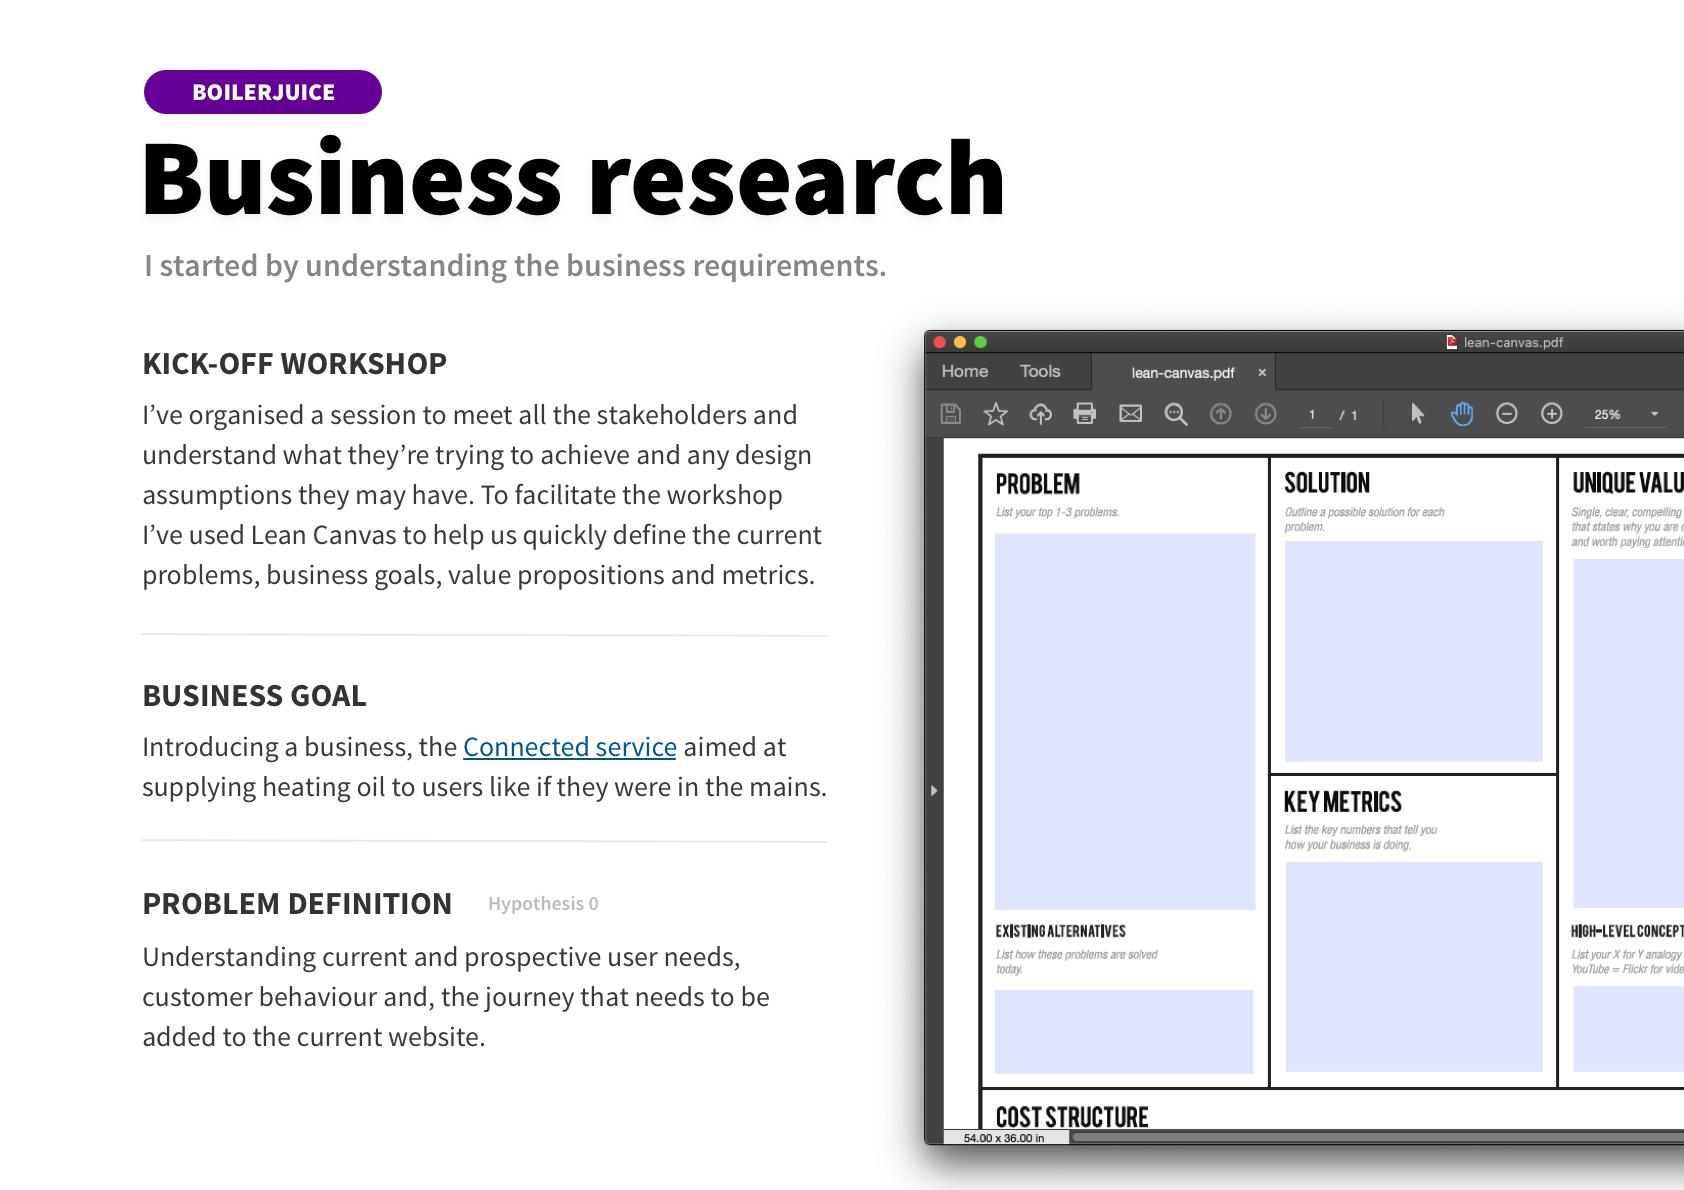 BOILERJUICE
Business research
I started by understanding the business requirements.
KICK-OFF WORKSHOP
I’ve organised a session to meet all the stakeholders and
understand what they’re trying to achieve and any design
assumptions they may have. To facilitate the workshop
I’ve used Lean Canvas to help us quickly define the current
problems, business goals, value propositions and metrics.
BUSINESS GOAL
Introducing a business, the Connected service aimed at
supplying heating oil to users like if they were in the mains.
PROBLEM DEFINITION Hypothesis 0
Understanding current and prospective user needs,
customer behaviour and, the journey that needs to be
added to the current website.
lean-canvas.pdf
Home Tools lean-canvas.pdf ×
1 / 1 25%
PROBLEM
List your top 1-3 problems.
EXISTING ALTERNATIVES
List how these problems are solved
today.
SOLUTION
Outline a possible solution for each
problem.
KEY METRICS
List the key numbers that tell you
how your business is doing.
UNIQUE VALU
Single, clear, compelling
that states why you are
and worth paying
HIGH-LEVEL CONCEPT
List your X for Y analogy
YouTube = Flickr for
COST STRUCTURE
54.00 x 36.00 in